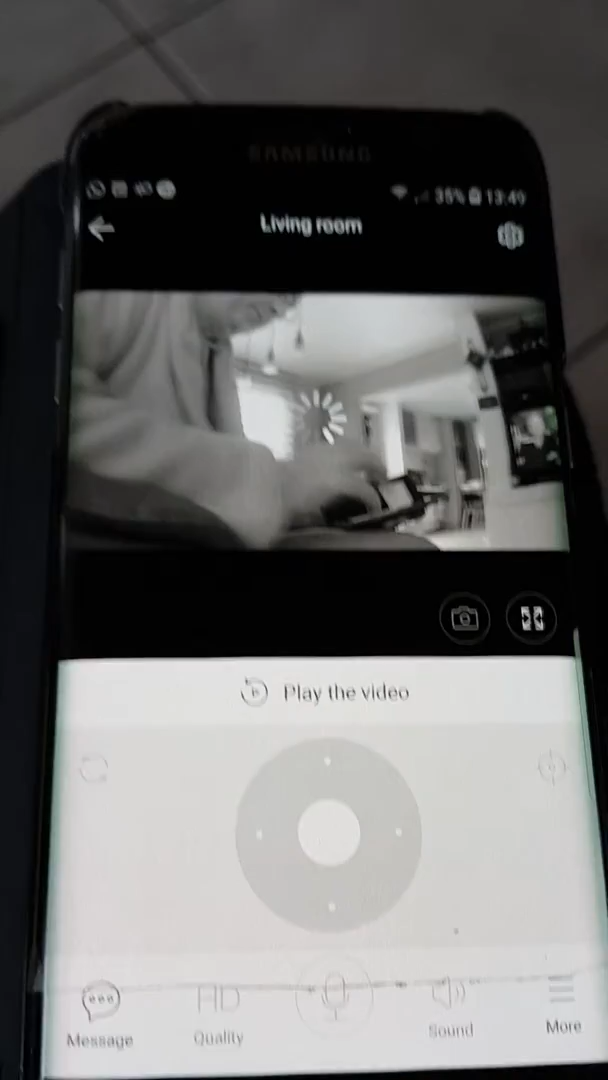 SAMSUNG
35% 13:49
Living room
Play the video
HD
Message Quality Sound More